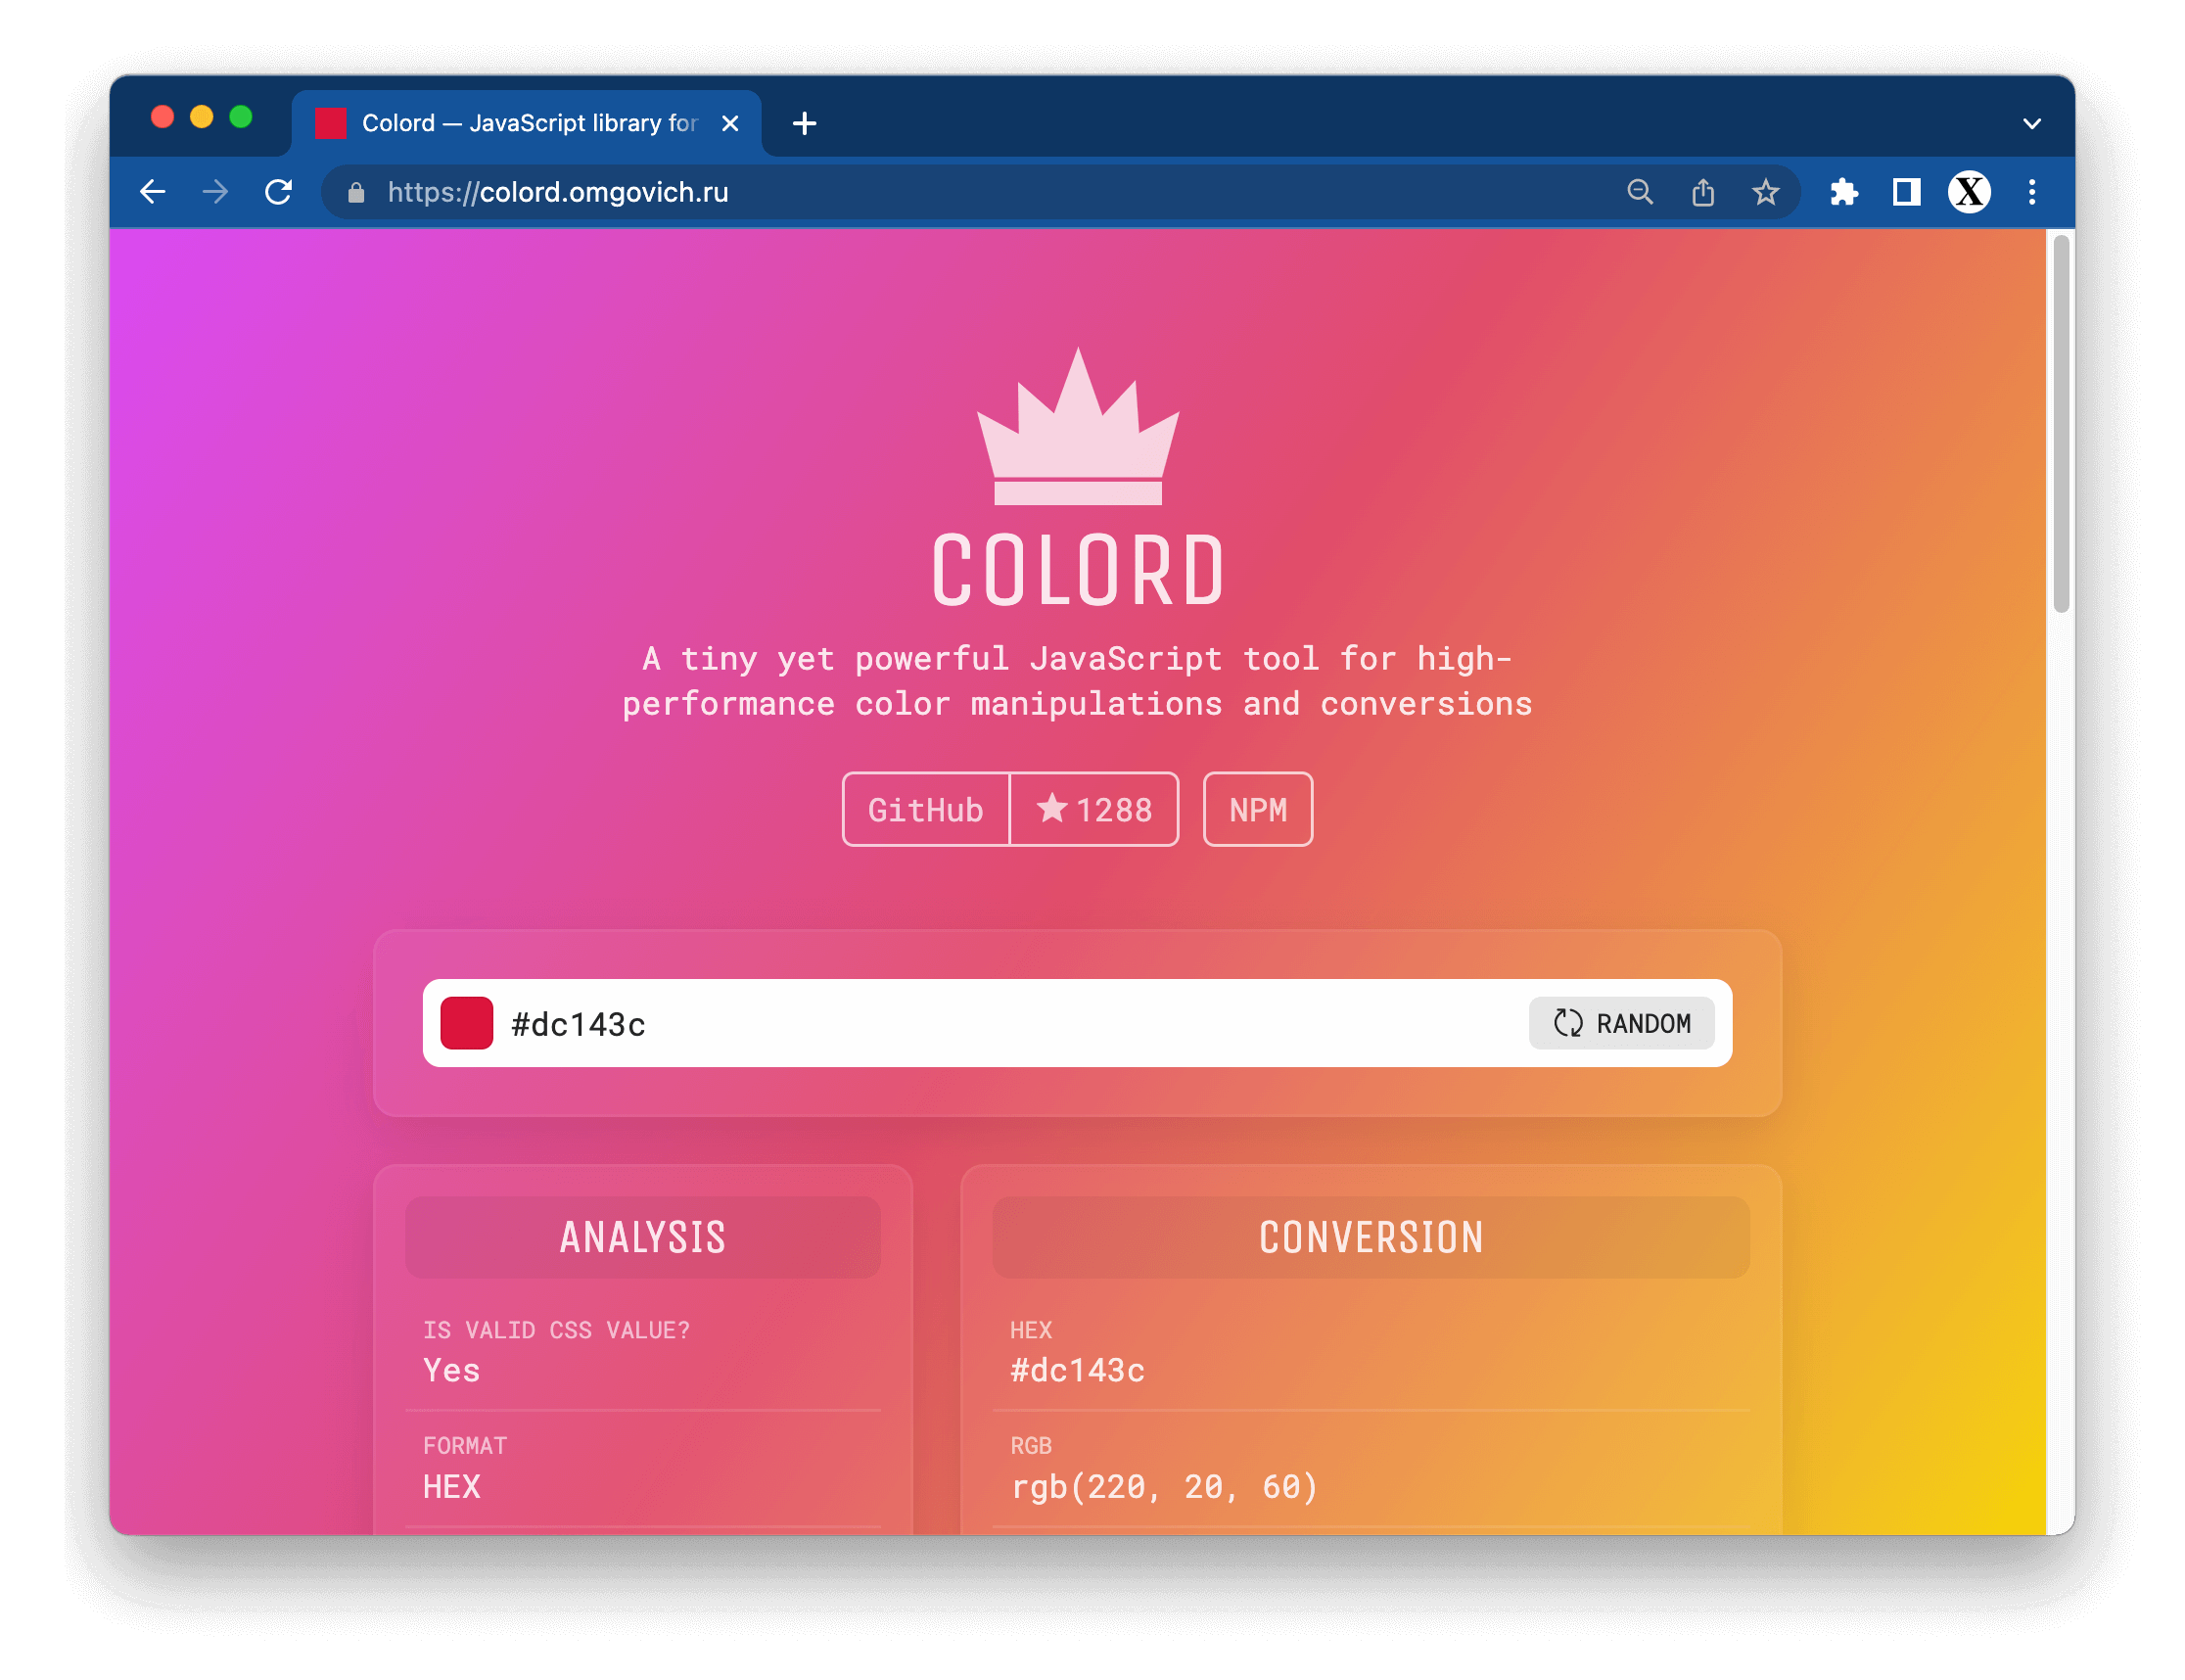 Colord — JavaScript library for
https://colord.omgovich.ru
X
COLORD
A tiny yet powerful JavaScript tool for high-
performance color manipulations and conversions
GitHub ★ 1288 NPM
#dc143c RANDOM
ANALYSIS
IS VALID CSS VALUE?
Yes
FORMAT
HEX
CONVERSION
HEX
#dc143c
RGB
rgb(220, 20, 60)